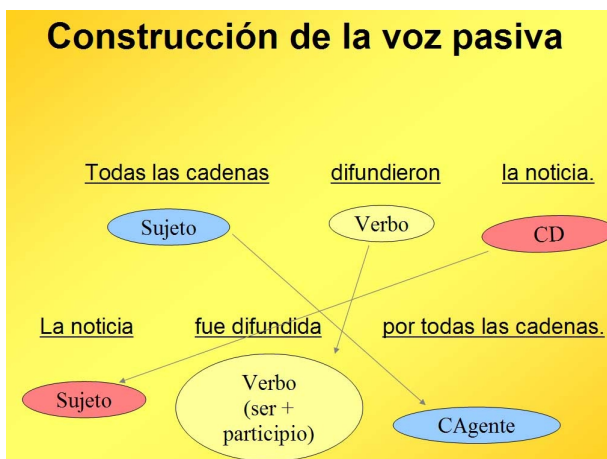 Construcción de la voz pasiva
Todas las cadenas difundieron la noticia.
Sujeto Verbo CD
La noticia fue difundida por todas las cadenas.
Sujeto Verbo (ser + participio) CAgente